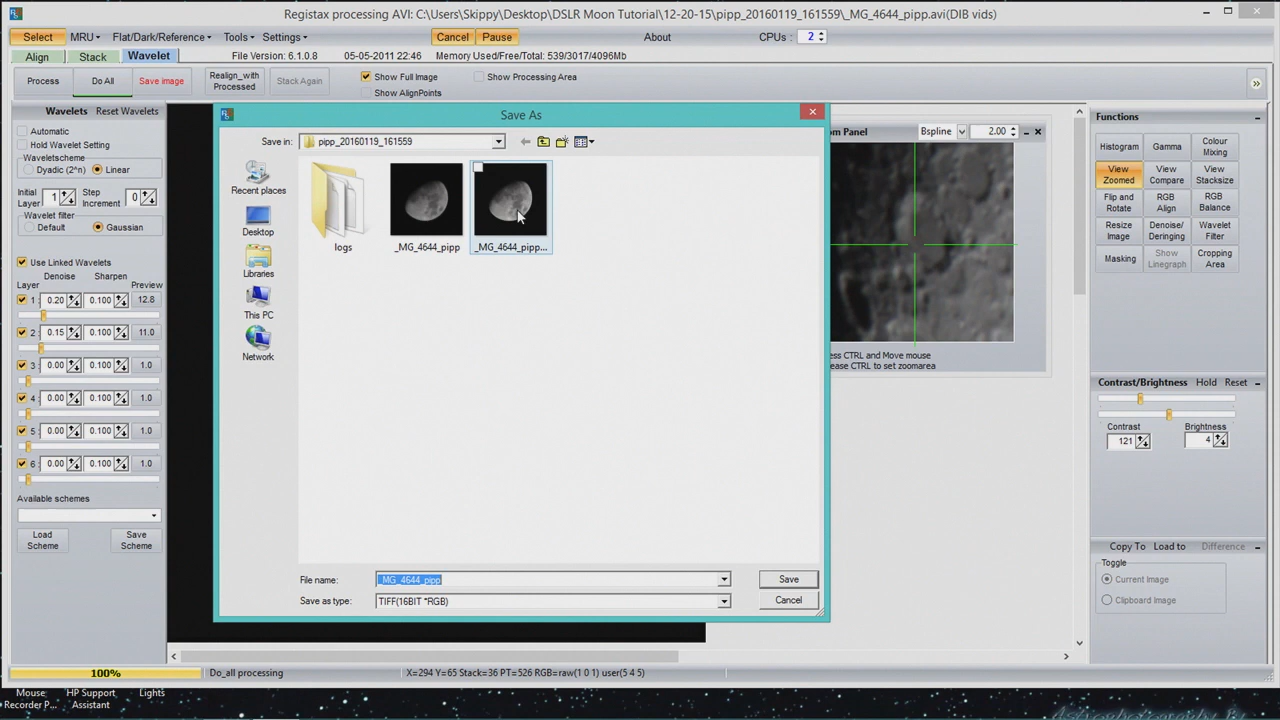 Registax processing AVI: C:\Users\Skippy\Desktop\DSLR Moon Tutorial\12-20-15\pipp_20160119_161559\_MG_4644_pipp.avi(DIB vids)
Select MRU Flat/Dark/Reference Tools Settings Cancel Pause About CPUs: 2
Align Stack Wavelet File Version: 6.1.0.8 05-05-2011 22:46 Memory Used/Free/Total: 539/3017/4096Mb
Process Do All Save image Realign_with Processed Stack Again Show Full Image Show Processing Area
Show AlignPoints
Wavelets Reset Wavelets
Automatic
Hold Wavelet Setting
Waveletscheme
Dyadic (2^n) Linear
Initial Layer 1 Step Increment 0
Wavelet filter
Default Gaussian
Use Linked Wavelets
Denoise Sharpen
Layer Preview
1 : 0.20 0.100 12.8
2 : 0.15 0.100 11.0
3 : 0.00 0.100 1.0
4 : 0.00 0.100 1.0
5 : 0.00 0.100 1.0
6 : 0.00 0.100 1.0
Available schemes
Load Scheme Save Scheme
Save As
Save in: pipp_20160119_161559
Recent places
Desktop
Libraries
This PC
Network
logs _MG_4644_pipp _MG_4644_pipp...
File name: _MG_4644_pipp Save
Save as type: TIFF(16BIT *RGB) Cancel
om Panel Bspline 2.00
ess CTRL and Move mouse
ease CTRL to set zoomarea
Functions
Histogram Gamma Colour Mixing
View Zoomed View Compare View Stacksize
Flip and Rotate RGB Align RGB Balance
Resize Image Denoise/ Deringing Wavelet Filter
Masking Show Linegraph Cropping Area
Contrast/Brightness Hold Reset
Contrast Brightness
121 4
Copy To Load to Difference
Toggle
Current Image
Clipboard Image
100% Do_all processing X=294 Y=65 Stack=36 PT=526 RGB=raw(1 0 1) user(5 4 5)
Mouse HP Support Lights
Recorder P... Assistant